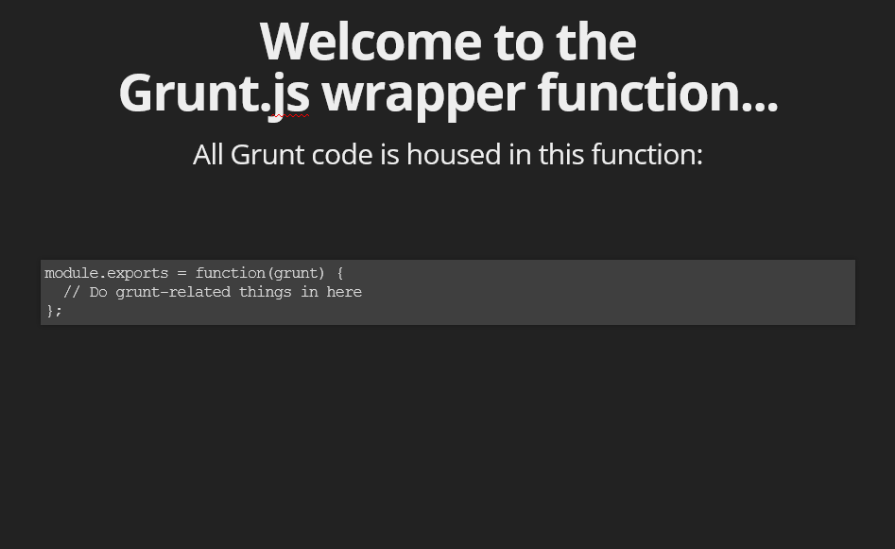 Welcome to the
Grunt.js wrapper function...
All Grunt code is housed in this function:
module.exports = function(grunt) {
  // Do grunt-related things in here
};